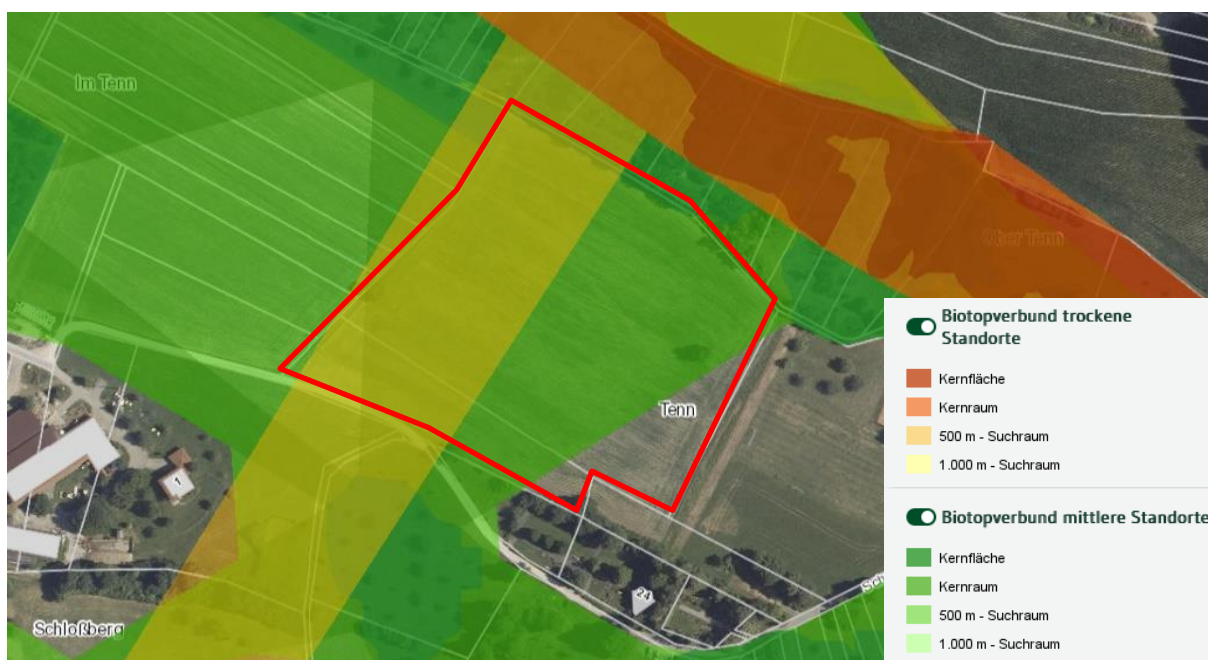 Im Tenn
Ober Tenn
Tenn
1
24
Sch
Schloßberg
Biotopverbund trockene
Standorte
Kernfläche
Kernraum
500 m - Suchraum
1.000 m - Suchraum
Biotopverbund mittlere Standorte
Kernfläche
Kernraum
500 m - Suchraum
1.000 m - Suchraum